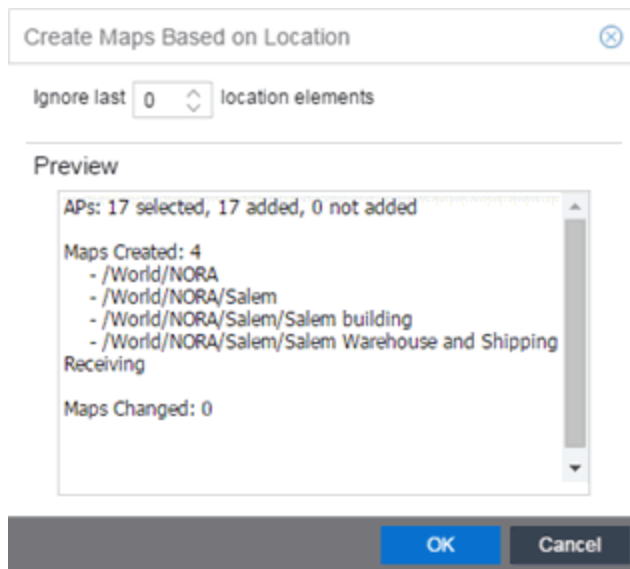 Create Maps Based on Location
Ignore last 0 location elements
Preview
APs: 17 selected, 17 added, 0 not added
Maps Created: 4
- /World/NORA
- /World/NORA/Salem
- /World/NORA/Salem/Salem building
- /World/NORA/Salem/Salem Warehouse and Shipping
Receiving
Maps Changed: 0
OK Cancel